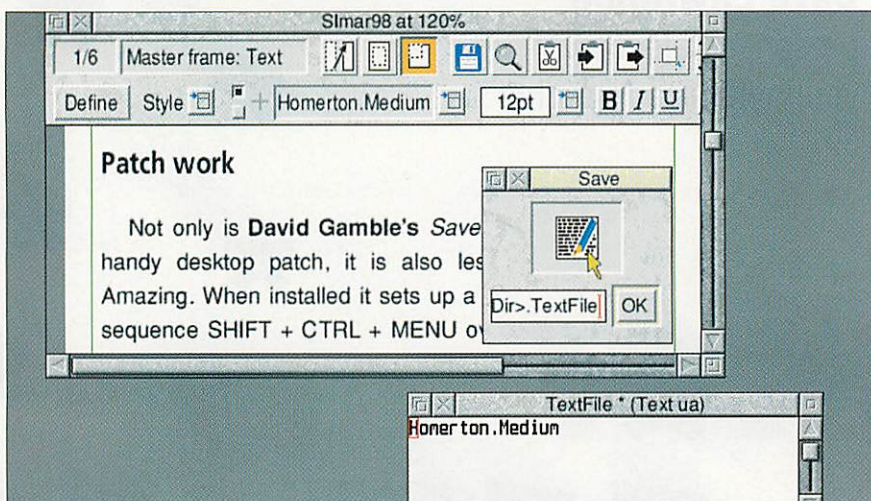 SImar98 at 120%
1/6 Master frame: Text
Define Style Homerton.Medium 12pt B I U
Patch work
Not only is David Gamble's Save
handy desktop patch, it is also les
Amazing. When installed it sets up a
sequence SHIFT + CTRL + MENU ov
Save
Dir>.TextFile OK
TextFile * (Text ua)
Homerton.Medium